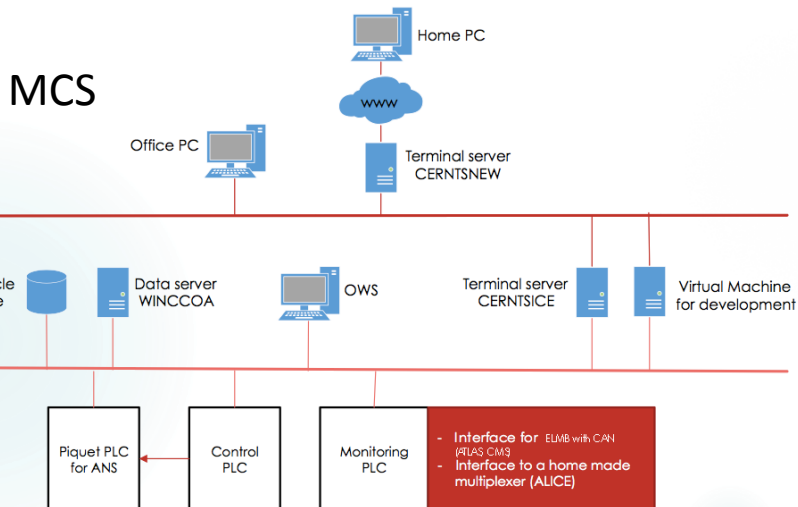 MCS
Home PC
www
Office PC
Terminal server
CERNTSNEW
Data server
WINCCOA
OWS
Terminal server
CERNTSICE
Virtual Machine
for development
Piquet PLC
for ANS
Control
PLC
Monitoring
PLC
- Interface for ELMB with CAN
(ATLAS CMS)
- Interface to a home made
multiplexer (ALICE)